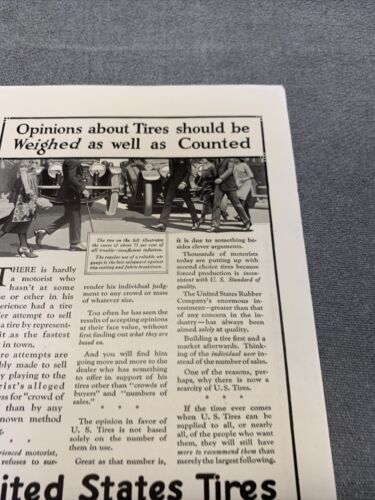 Opinions about Tires should be
Weighed as well as Counted
The tire on the left illustrates
the cause of about 75 per cent of
all trouble—insufficient inflation.
The regular use of a reliable air
gauge is the best safeguard against
rim cutting and fabric breakdown.
THERE is hardly
a motorist who
hasn't at some
e or other in his
erience had a tire
er attempt to sell
a tire by represent-
it as the fastest
in town.
e attempts are
bly made to sell
y playing to the
rist's alleged
ess for "crowd of
than by any
nown method
g.
erienced motorist,
refuses to sur-
render his individual judg-
ment to any crowd or mass
of whatever size.
Too often he has seen the
results of accepting opinions
at their face value, without
first finding out what they are
based on.
And you will find him
going more and more to the
dealer who has something
to offer in support of his
tires other than "crowds of
buyers" and "numbers of
sales."
* * *
The opinion in favor of
U. S. Tires is not based
solely on the number of
them in use.
Great as that number is,
it is due to something be-
sides clever arguments.
Thousands of motorists
today are putting up with
second choice tires because
forced production is incon-
sistent with U. S. Standard of
quality.
The United States Rubber
Company's enormous in-
vestment—greater than that
of any concern in the in-
dustry—has always been
aimed solely at quality.
Building a tire first and a
market afterwards. Think-
ing of the individual user in-
stead of the number of sales.
One of the reasons, per-
haps, why there is now a
scarcity of U. S. Tires.
* * *
If the time ever comes
when U. S. Tires can be
supplied to all, or nearly
all, of the people who want
them, they will still have
more to recommend them than
merely the largest following.
ited States Tires